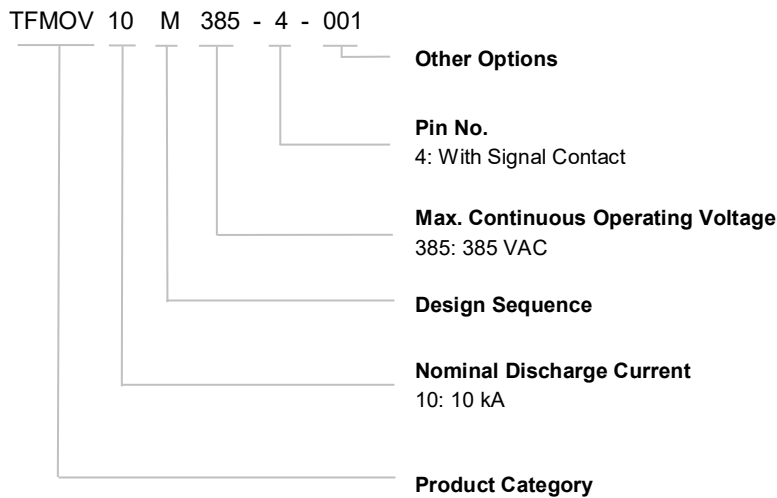 TFMOV 10 M 385 - 4 - 001
Other Options
Pin No.
4: With Signal Contact
Max. Continuous Operating Voltage
385: 385 VAC
Design Sequence
Nominal Discharge Current
10: 10 kA
Product Category